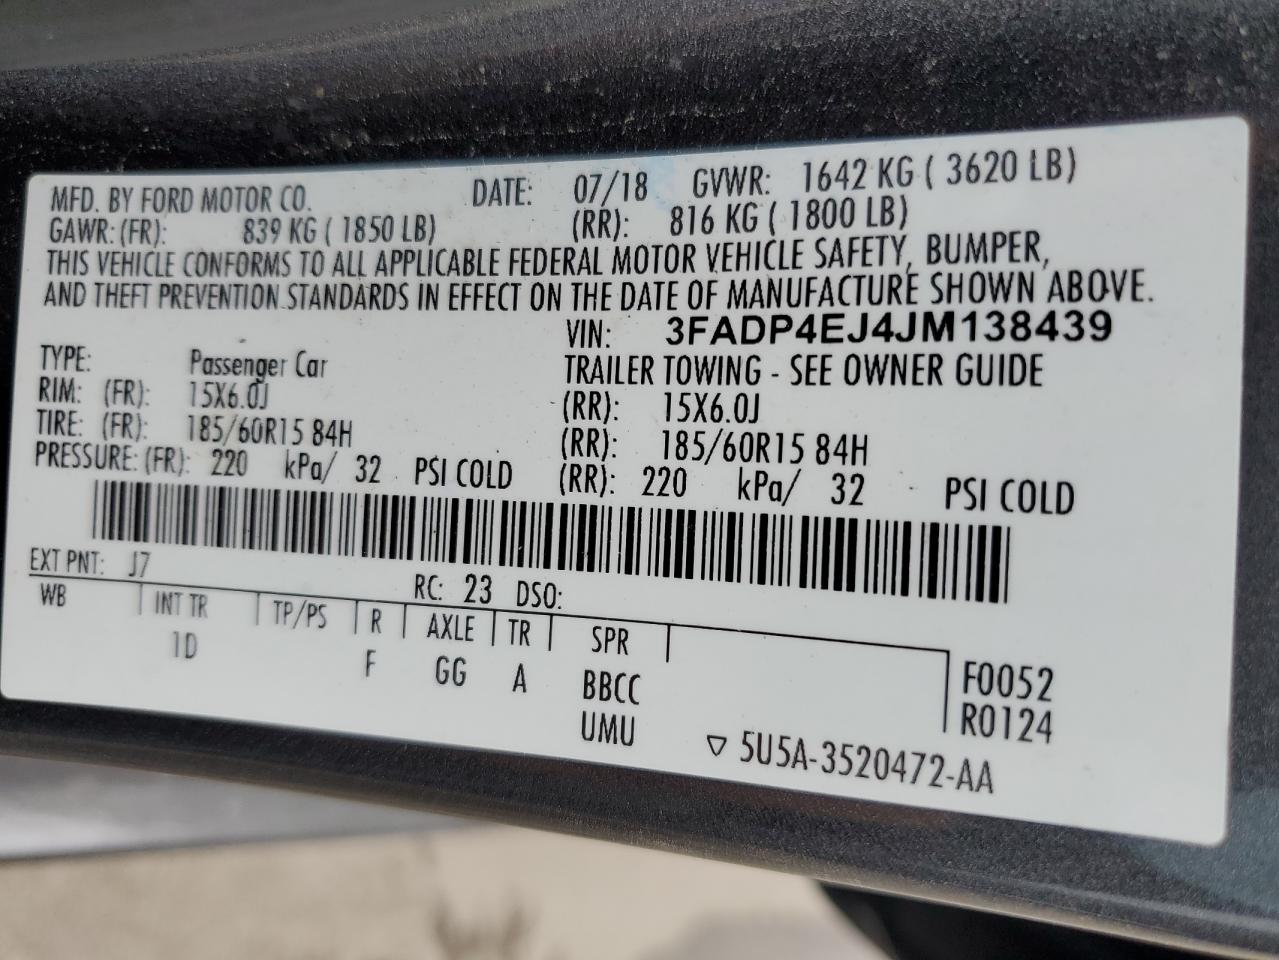 MFD. BY FORD MOTOR CO. DATE: 07/18 GVWR: 1642 KG ( 3620 LB)
GAWR: (FR): 839 KG ( 1850 LB) (RR): 816 KG ( 1800 LB)
THIS VEHICLE CONFORMS TO ALL APPLICABLE FEDERAL MOTOR VEHICLE SAFETY, BUMPER,
AND THEFT PREVENTION STANDARDS IN EFFECT ON THE DATE OF MANUFACTURE SHOWN ABOVE.
VIN: 3FADP4EJ4JM138439
TYPE: Passenger Car TRAILER TOWING - SEE OWNER GUIDE
RIM: (FR): 15X6.0J (RR): 15X6.0J
TIRE: (FR): 185/60R15 84H (RR): 185/60R15 84H
PRESSURE: (FR): 220 kPa/ 32 PSI COLD (RR): 220 kPa/ 32 PSI COLD
EXT PNT: J7 RC: 23 DSO:
WB INT TR TP/PS R AXLE TR SPR
1D F GG A BBCC F0052
UMU R0124
▽ 5U5A-3520472-AA